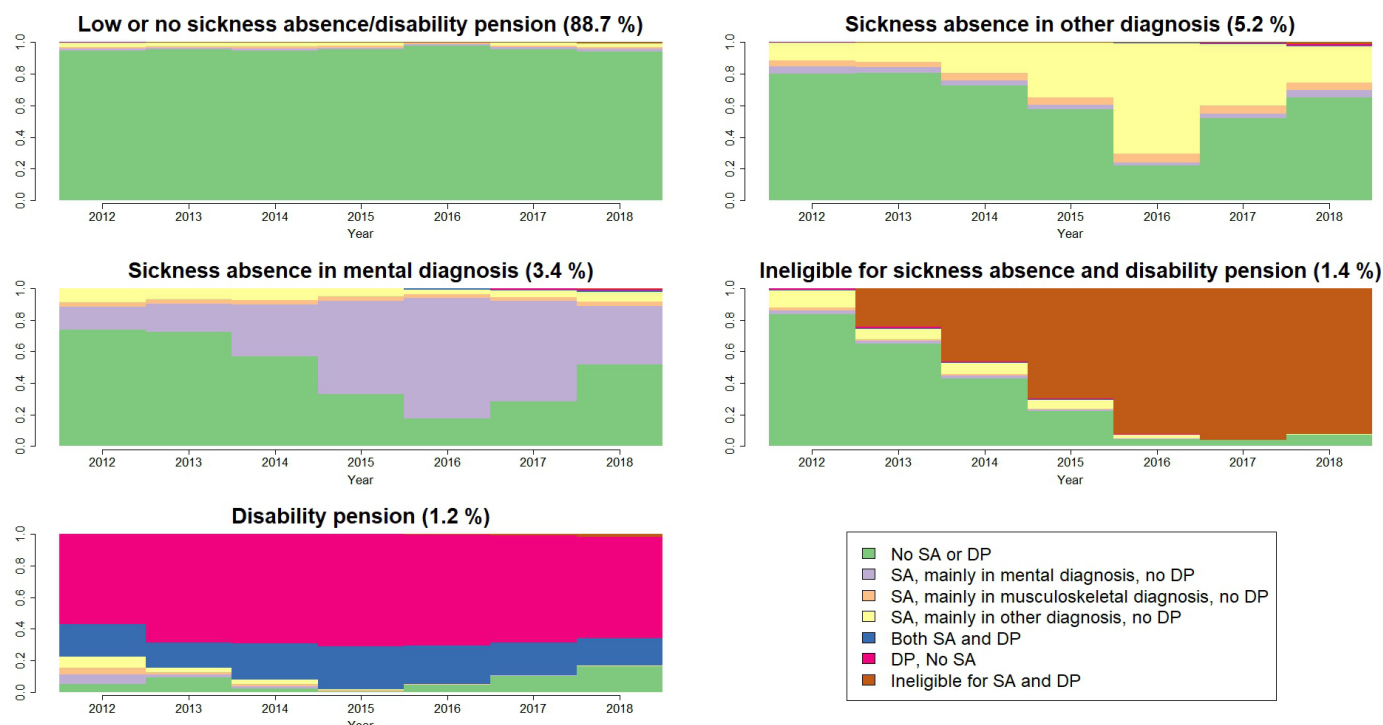 Low or no sickness absence/disability pension (88.7 %)
0.0 0.2 0.4 0.6 0.8 1.0
2012 2013 2014 2015 2016 2017 2018
Year
Sickness absence in other diagnosis (5.2 %)
0.0 0.2 0.4 0.6 0.8 1.0
2012 2013 2014 2015 2016 2017 2018
Year
Sickness absence in mental diagnosis (3.4 %)
0.0 0.2 0.4 0.6 0.8 1.0
2012 2013 2014 2015 2016 2017 2018
Year
Ineligible for sickness absence and disability pension (1.4 %)
0.0 0.2 0.4 0.6 0.8 1.0
2012 2013 2014 2015 2016 2017 2018
Year
Disability pension (1.2 %)
0.0 0.2 0.4 0.6 0.8 1.0
2012 2013 2014 2015 2016 2017 2018
Year
No SA or DP
SA, mainly in mental diagnosis, no DP
SA, mainly in musculoskeletal diagnosis, no DP
SA, mainly in other diagnosis, no DP
Both SA and DP
DP, No SA
Ineligible for SA and DP